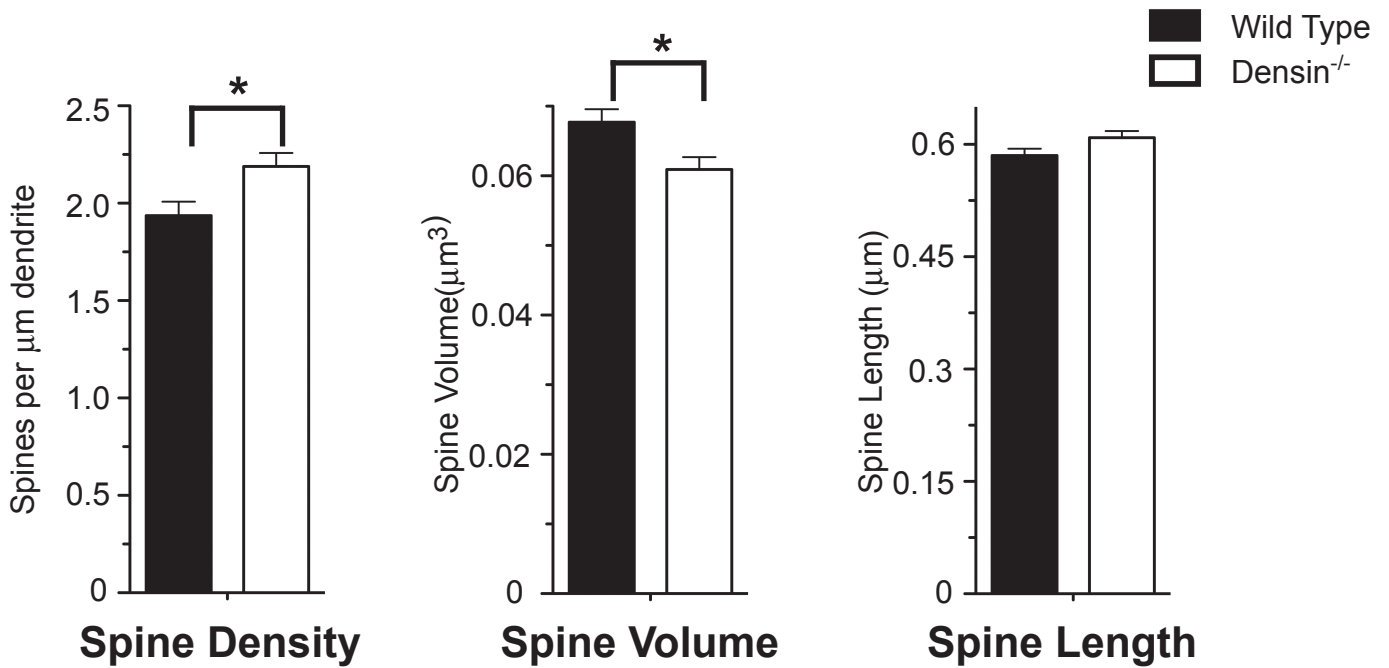 Wild Type
Densin-/-
*
2.5
2.0
1.5
1.0
0.5
0
Spines per μm dendrite
Spine Density
*
0.06
0.04
0.02
0
Spine Volume(μm3)
Spine Volume
0.6
0.45
0.3
0.15
0
Spine Length (μm)
Spine Length